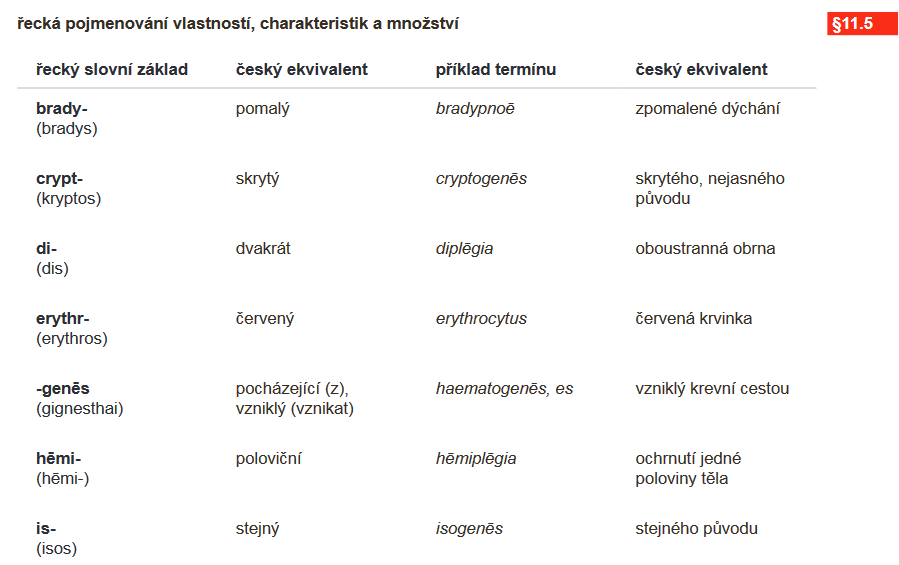 řecká pojmenování vlastností, charakteristik a množství §11.5
řecký slovní základ český ekvivalent příklad termínu český ekvivalent
brady- pomalý bradypnoē zpomalené dýchání
(bradys)
crypt- skrytý cryptogenēs skrytého, nejasného
(kryptos) původu
di- dvakrát diplēgia oboustranná obrna
(dis)
erythr- červený erythrocytus červená krvinka
(erythros)
-genēs pocházející (z), haematogenēs, es vzniklý krevní cestou
(gignesthai) vzniklý (vznikat)
hēmi- poloviční hēmiplēgia ochrnutí jedné
(hēmi-) poloviny těla
is- stejný isogenēs stejného původu
(isos)